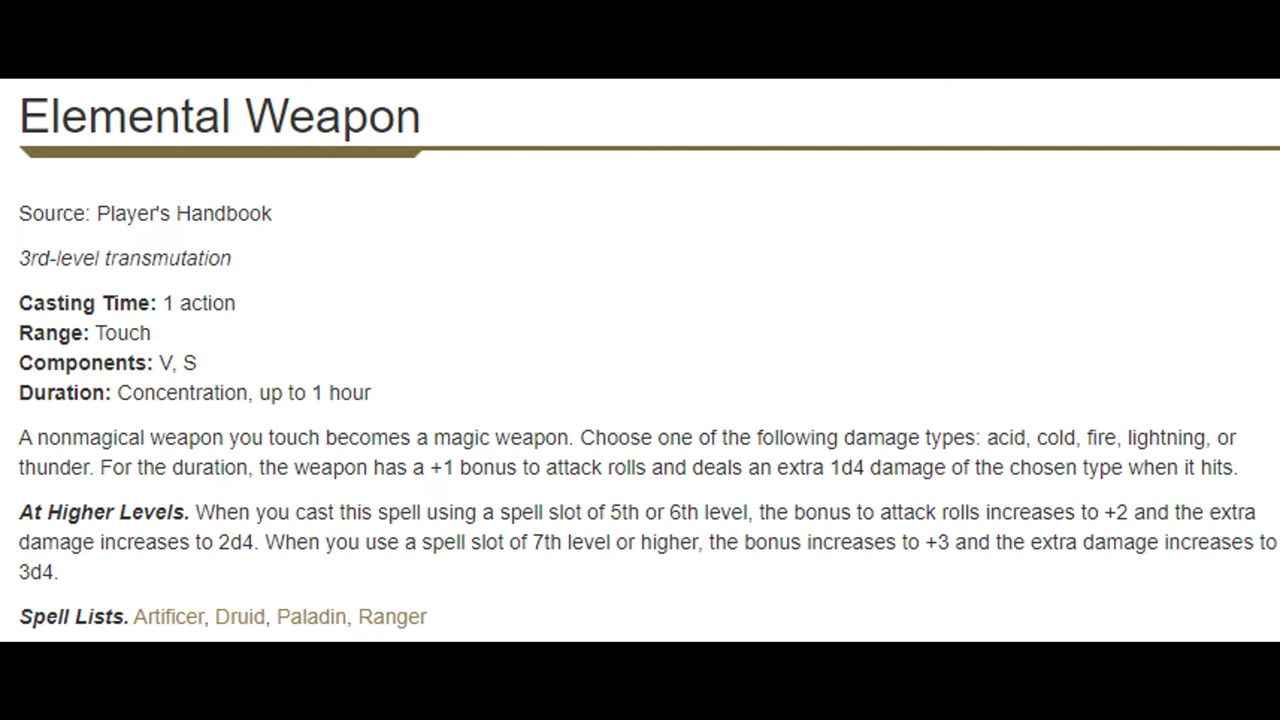 Elemental Weapon
Source: Player's Handbook
3rd-level transmutation
Casting Time: 1 action
Range: Touch
Components: V, S
Duration: Concentration, up to 1 hour
A nonmagical weapon you touch becomes a magic weapon. Choose one of the following damage types: acid, cold, fire, lightning, or
thunder. For the duration, the weapon has a +1 bonus to attack rolls and deals an extra 1d4 damage of the chosen type when it hits.
At Higher Levels. When you cast this spell using a spell slot of 5th or 6th level, the bonus to attack rolls increases to +2 and the extra
damage increases to 2d4. When you use a spell slot of 7th level or higher, the bonus increases to +3 and the extra damage increases to
3d4.
Spell Lists. Artificer, Druid, Paladin, Ranger